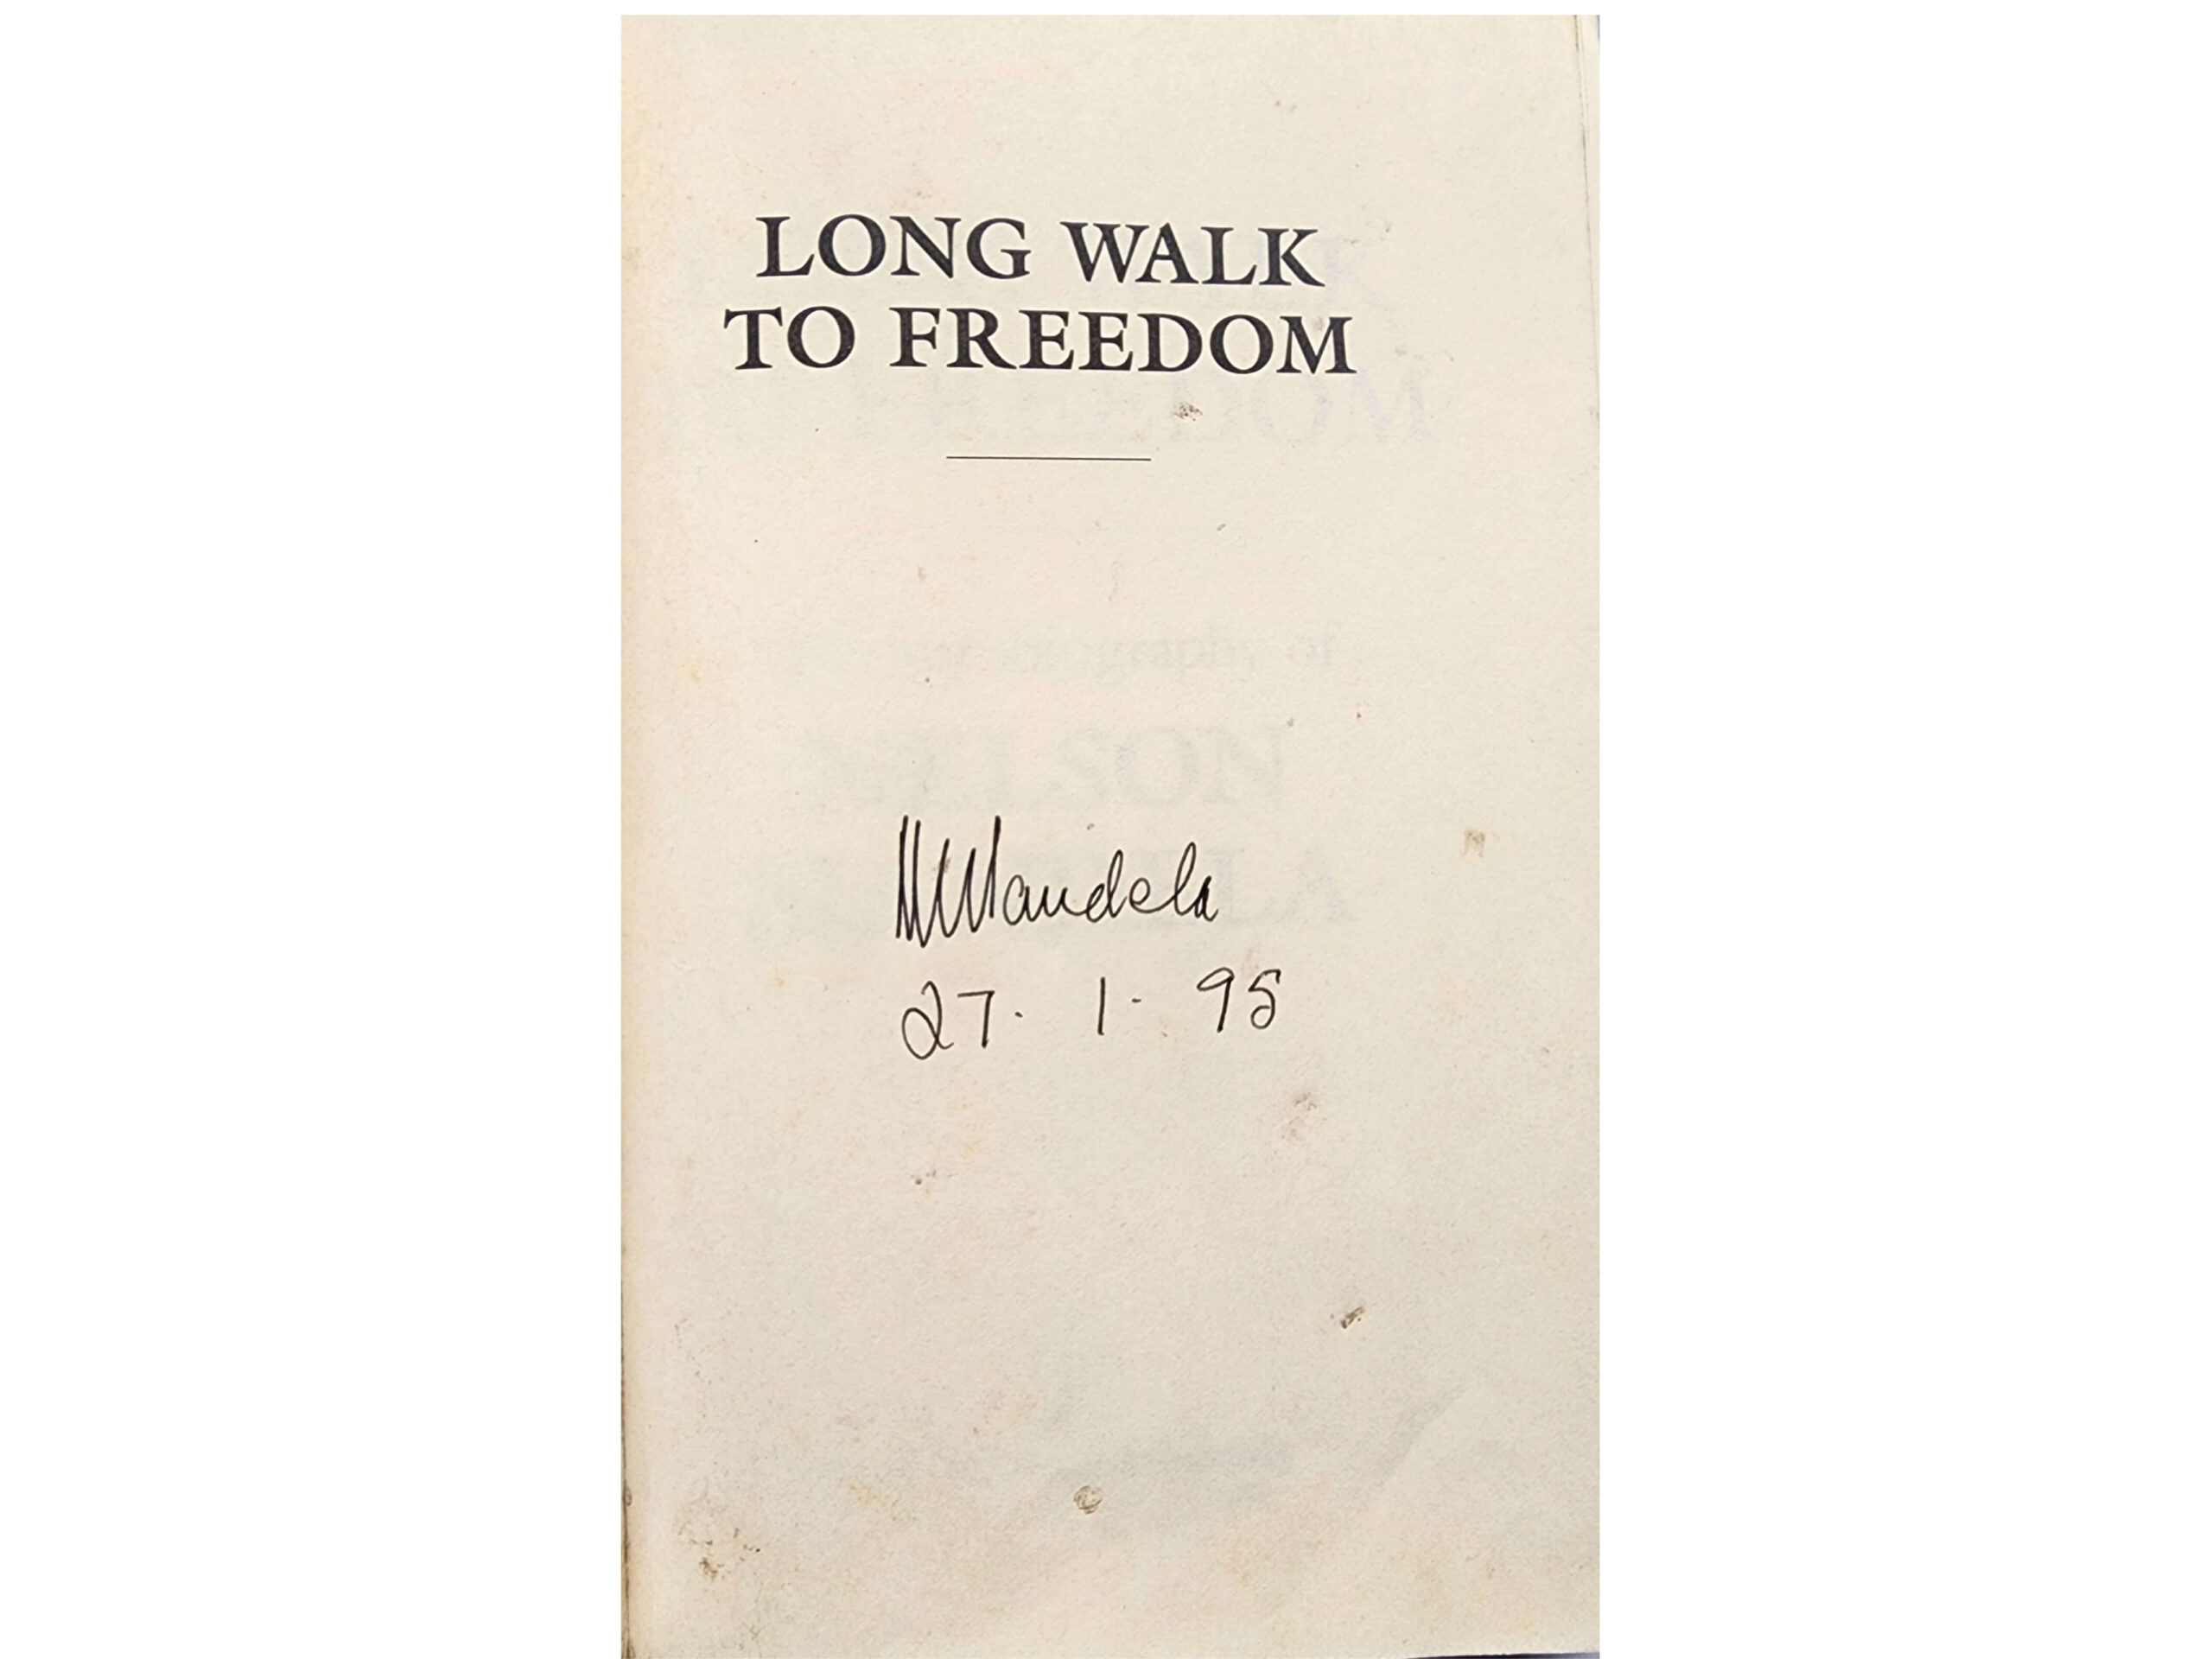 LONG WALK
TO FREEDOM
NMandela
27. 1. 95